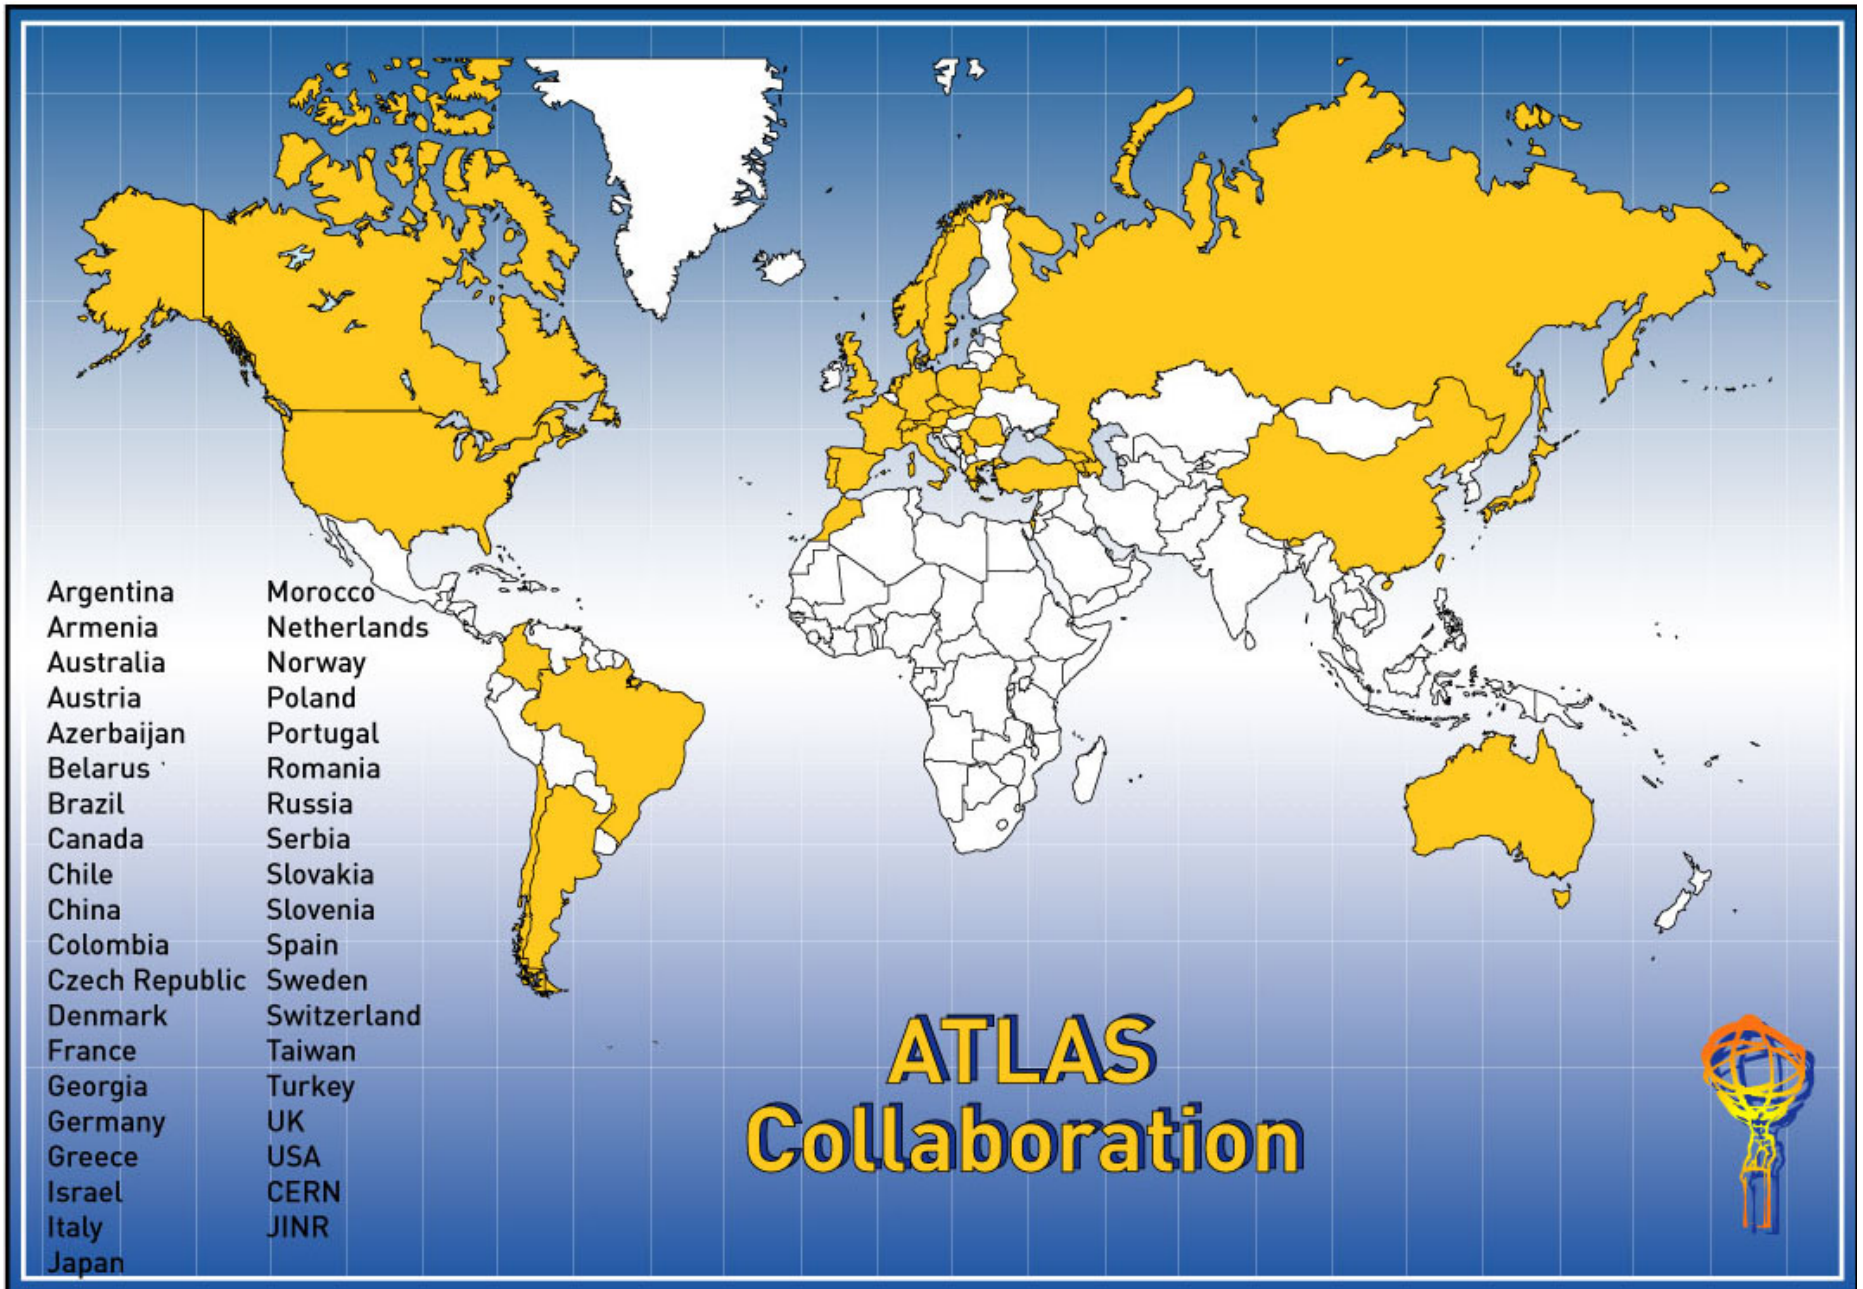 Argentina
Armenia
Australia
Austria
Azerbaijan
Belarus
Brazil
Canada
Chile
China
Colombia
Czech Republic
Denmark
France
Georgia
Germany
Greece
Israel
Italy
Japan
Morocco
Netherlands
Norway
Poland
Portugal
Romania
Russia
Serbia
Slovakia
Slovenia
Spain
Sweden
Switzerland
Taiwan
Turkey
UK
USA
CERN
JINR
ATLAS
Collaboration